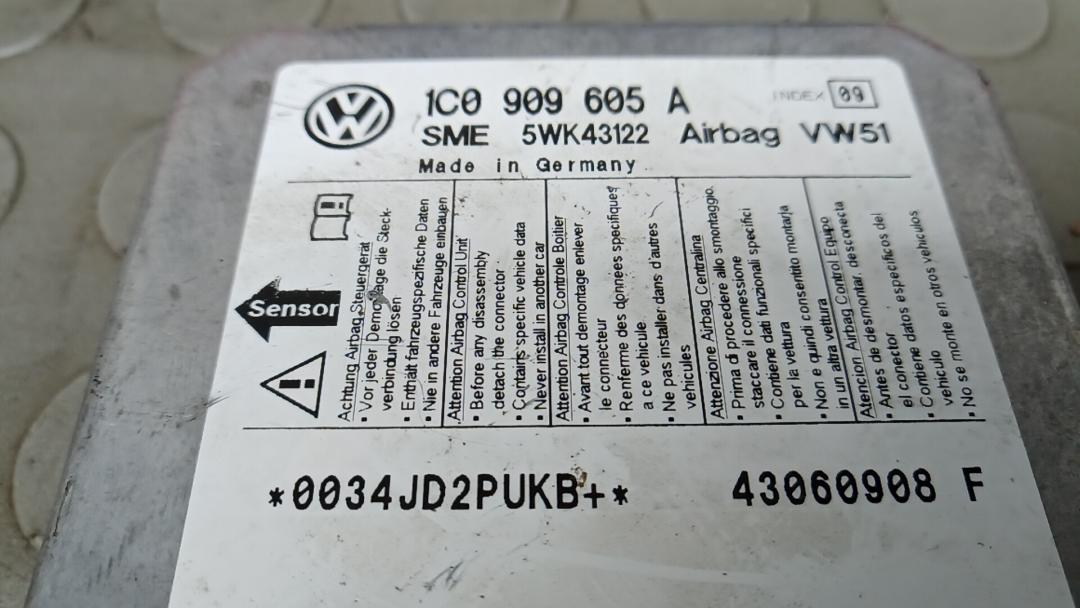 VW
1C0 909 605 A
INDEX 09
SME 5WK43122 Airbag VW51
Made in Germany
Sensor
Achtung Airbag Steuergerät
• Vor jeder Demontage die Steck-
verbindung lösen
• Enthält fahrzeugspezifische Daten
• Nie in andere Fahrzeuge einbauen
Attention Airbag Control Unit
• Before any disassembly
detach the connector
• Contains specific vehicle data
• Never install in another car
Attention Airbag Controle Boitier
• Avant tout demontage enlever
le connecteur
• Renferme des données specifiques
a ce vehicule
• Ne pas installer dans d'autres
vehicules
Attenzione Airbag Centralina
• Prima di procedere allo smontaggio
staccare il connessione
• Contiene dati funzionali specifici
per la vettura
• Non e quindi consentito montarla
in un altra vettura
Atencion Airbag Control Equipo
• Antes de desmontar, desconecta
el conector
• Contiene datos especificos del
vehiculo
• No se monte en otros vehiculos
*0034JD2PUKB+*
43060908 F